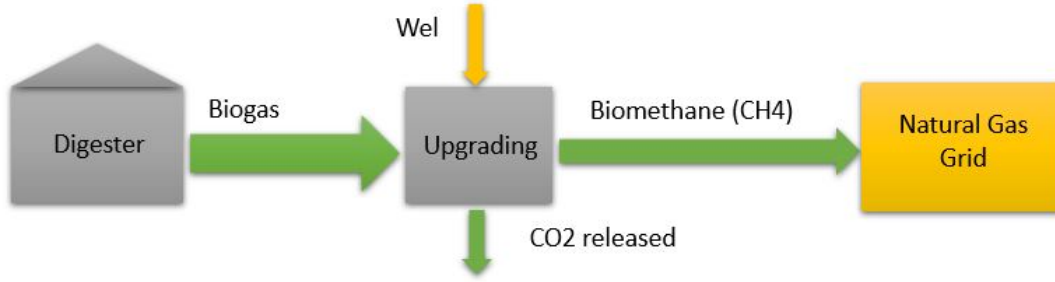 Wel
Biogas
Biomethane (CH4)
Digester
Upgrading
Natural Gas
Grid
CO2 released